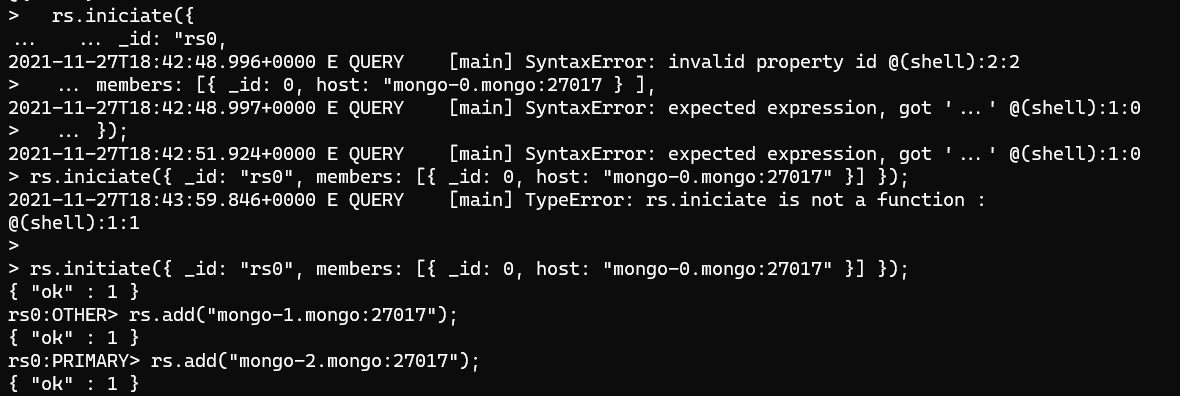 >   rs.iniciate({
...    ... _id: "rs0,
2021-11-27T18:42:48.996+0000 E QUERY    [main] SyntaxError: invalid property id @(shell):2:2
>   ... members: [{ _id: 0, host: "mongo-0.mongo:27017 } ],
2021-11-27T18:42:48.997+0000 E QUERY    [main] SyntaxError: expected expression, got '...' @(shell):1:0
>   ... });
2021-11-27T18:42:51.924+0000 E QUERY    [main] SyntaxError: expected expression, got '...' @(shell):1:0
> rs.iniciate({ _id: "rs0", members: [{ _id: 0, host: "mongo-0.mongo:27017" }] });
2021-11-27T18:43:59.846+0000 E QUERY    [main] TypeError: rs.iniciate is not a function :
@(shell):1:1
>
> rs.initiate({ _id: "rs0", members: [{ _id: 0, host: "mongo-0.mongo:27017" }] });
{ "ok" : 1 }
rs0:OTHER> rs.add("mongo-1.mongo:27017");
{ "ok" : 1 }
rs0:PRIMARY> rs.add("mongo-2.mongo:27017");
{ "ok" : 1 }